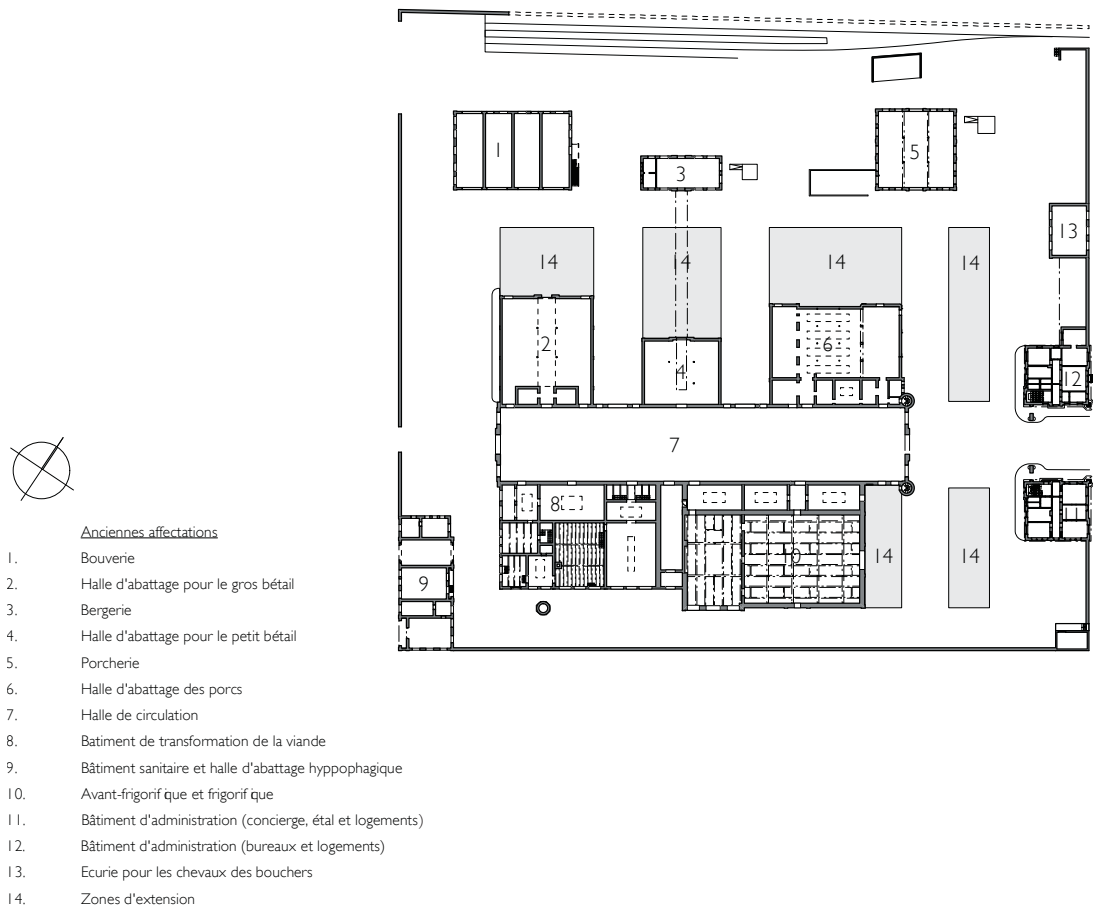 1
5
3
13
14
14
14
14
2
6
4
12
7
8
10
14
14
9
Anciennes affectations
1. Bouverie
2. Halle d'abattage pour le gros bétail
3. Bergerie
4. Halle d'abattage pour le petit bétail
5. Porcherie
6. Halle d'abattage des porcs
7. Halle de circulation
8. Batiment de transformation de la viande
9. Bâtiment sanitaire et halle d'abattage hyppophagique
10. Avant-frigorifique et frigorifique
11. Bâtiment d'administration (concierge, étal et logements)
12. Bâtiment d'administration (bureaux et logements)
13. Ecurie pour les chevaux des bouchers
14. Zones d'extension